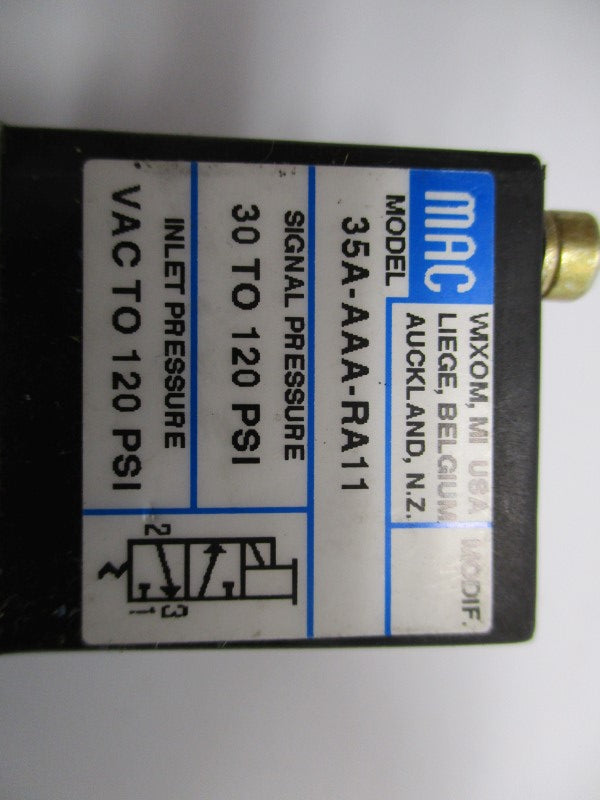 MAC
WIXOM, MI USA
LIEGE, BELGIUM
AUCKLAND, N.Z.
MODIF.
MODEL
35A-AAA-RA11
SIGNAL PRESSURE
30 TO 120 PSI
INLET PRESSURE
VAC TO 120 PSI
2
3
1